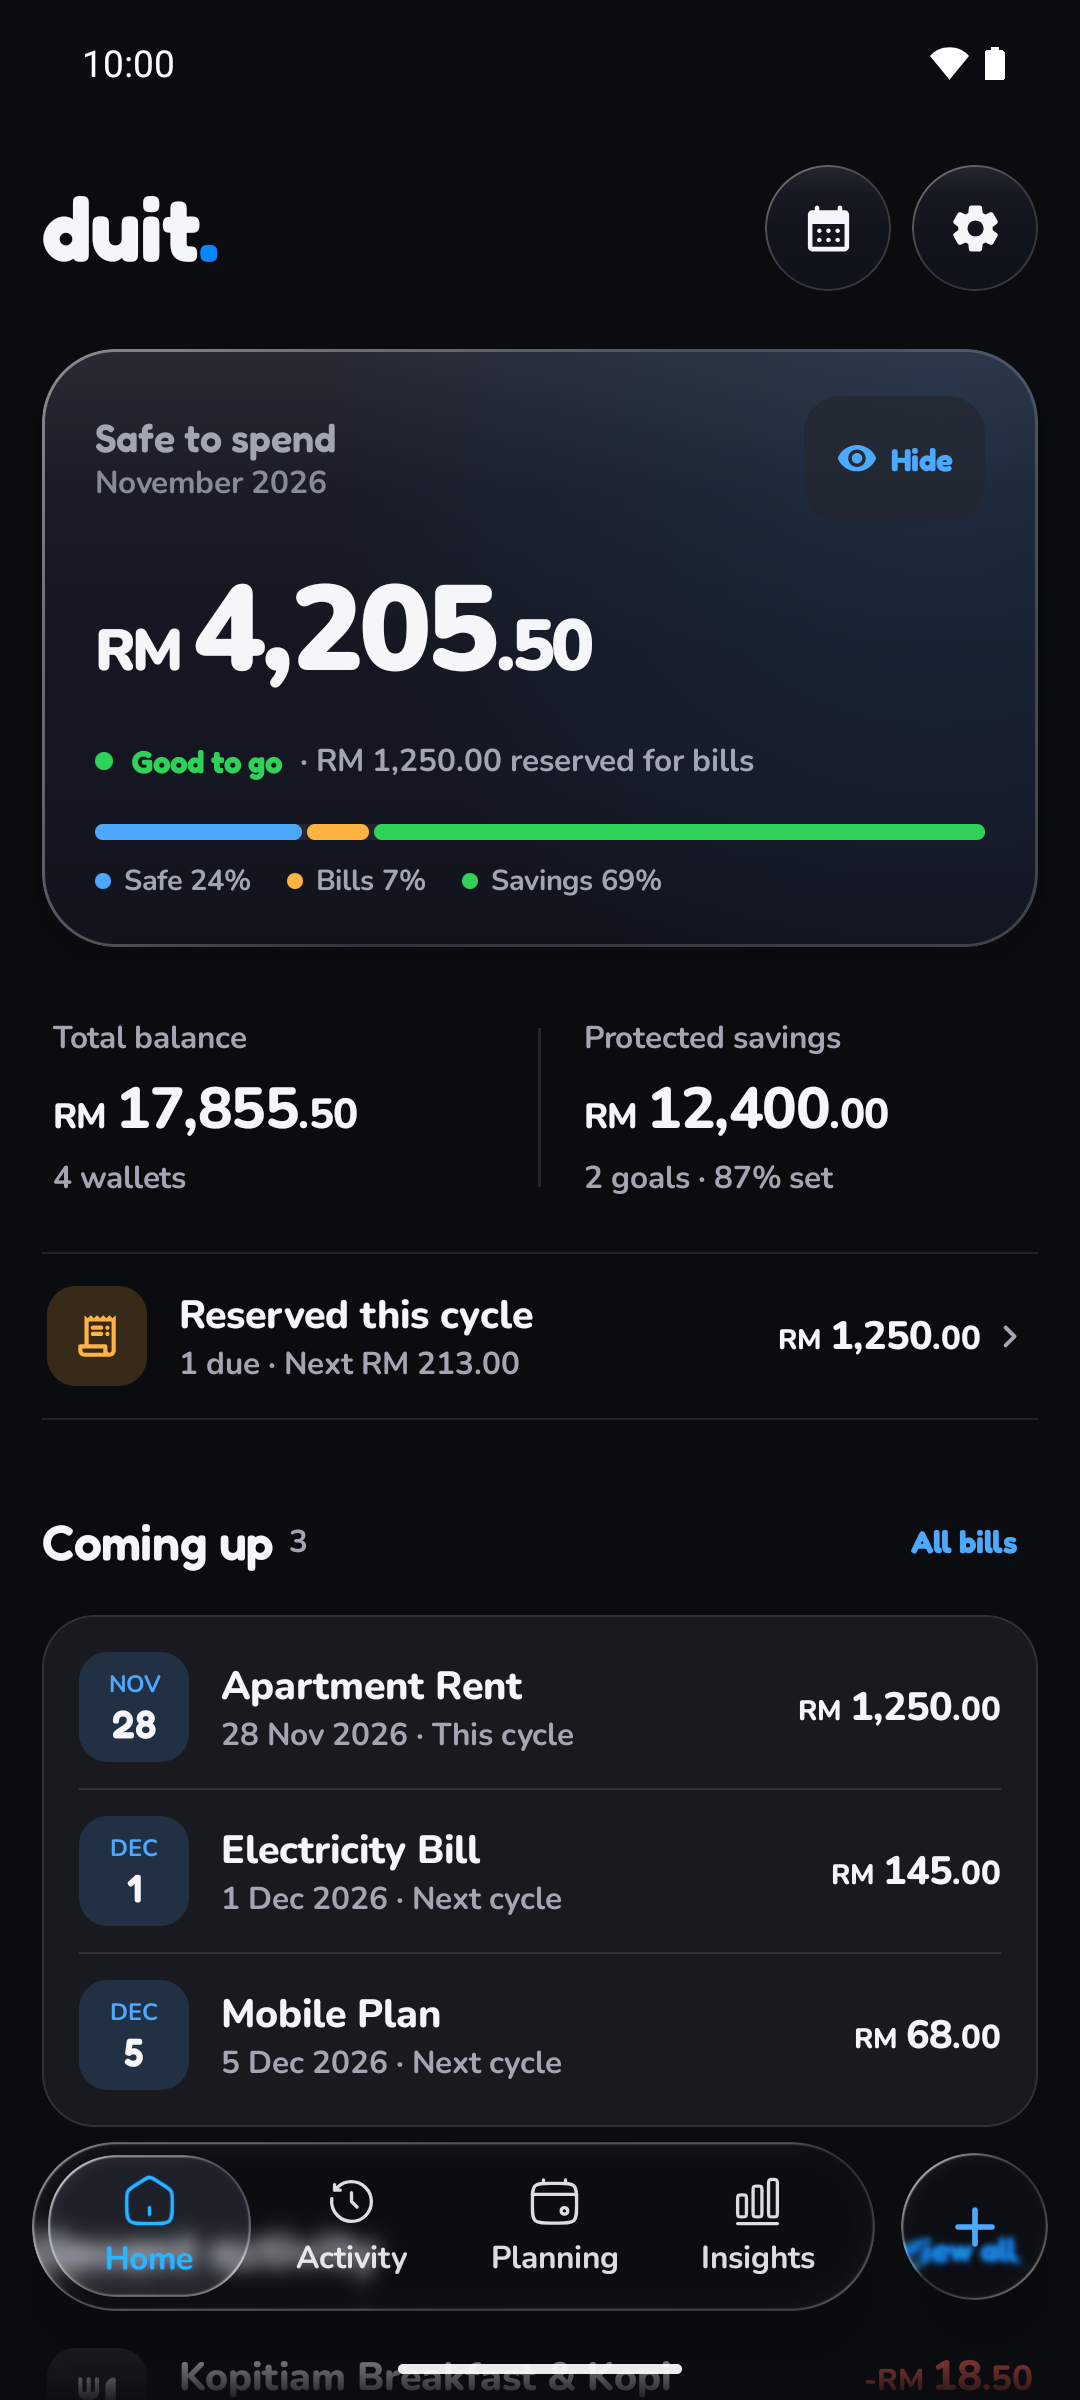 10:00
duit.
Safe to spend
November 2026
Hide
RM 4,205.50
Good to go · RM 1,250.00 reserved for bills
Safe 24% Bills 7% Savings 69%
Total balance
RM 17,855.50
4 wallets
Protected savings
RM 12,400.00
2 goals · 87% set
Reserved this cycle
1 due · Next RM 213.00
RM 1,250.00
Coming up 3
All bills
NOV
28
Apartment Rent
28 Nov 2026 · This cycle
RM 1,250.00
DEC
1
Electricity Bill
1 Dec 2026 · Next cycle
RM 145.00
DEC
5
Mobile Plan
5 Dec 2026 · Next cycle
RM 68.00
View all
Home
Activity
Planning
Insights
Kopitiam Breakfast & Kopi
-RM 18.50